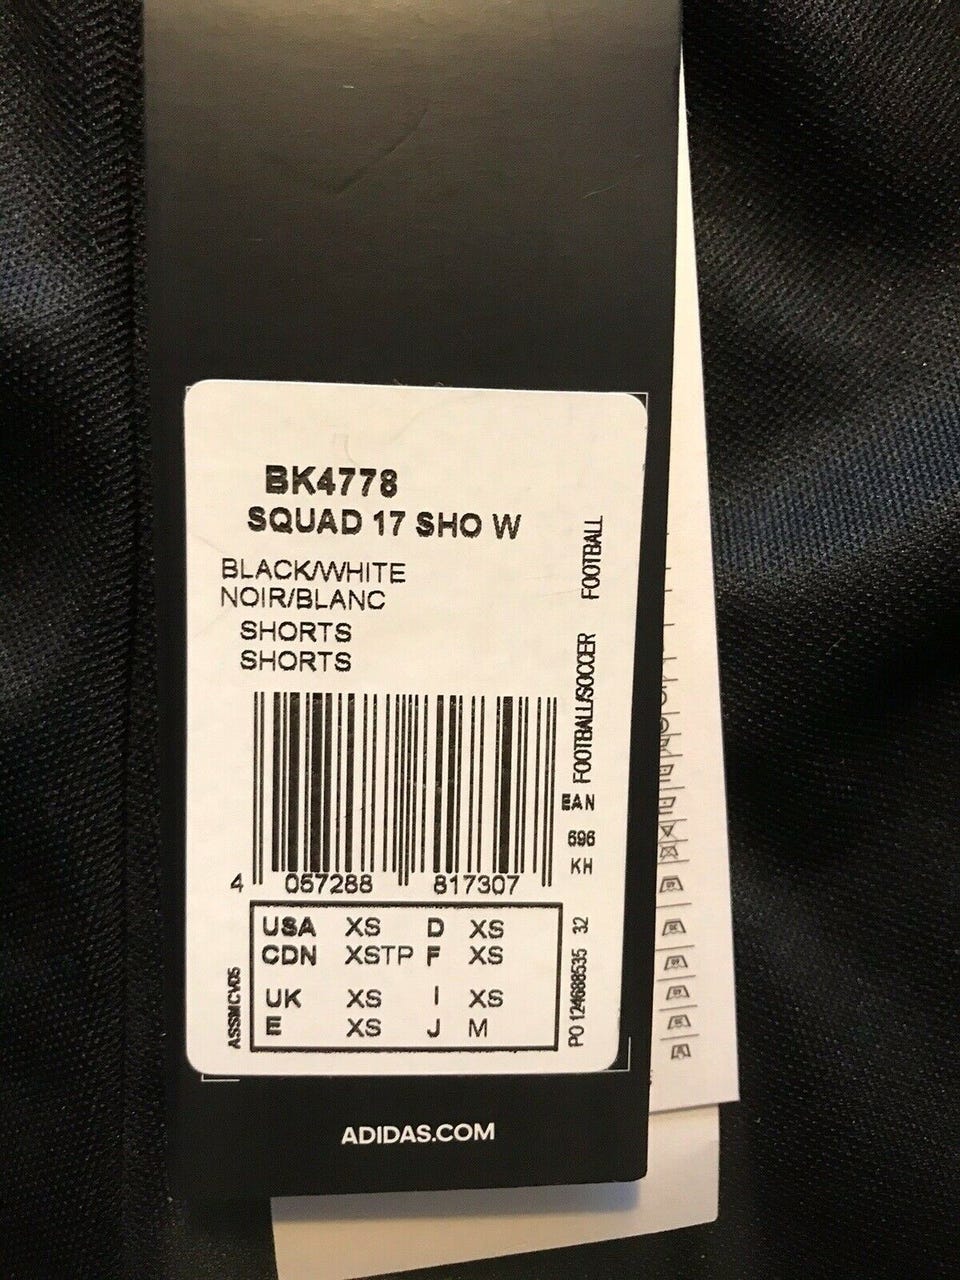 BK4778
SQUAD 17 SHO W
BLACK/WHITE
NOIR/BLANC
SHORTS
SHORTS
FOOTBALL/SOCCER FOOTBALL
EAN
696
KH
4 057288 817307
USA XS D XS
CDN XSTP F XS
UK XS I XS
E XS J M
ASSMCV05
PO 124688535 32
ADIDAS.COM